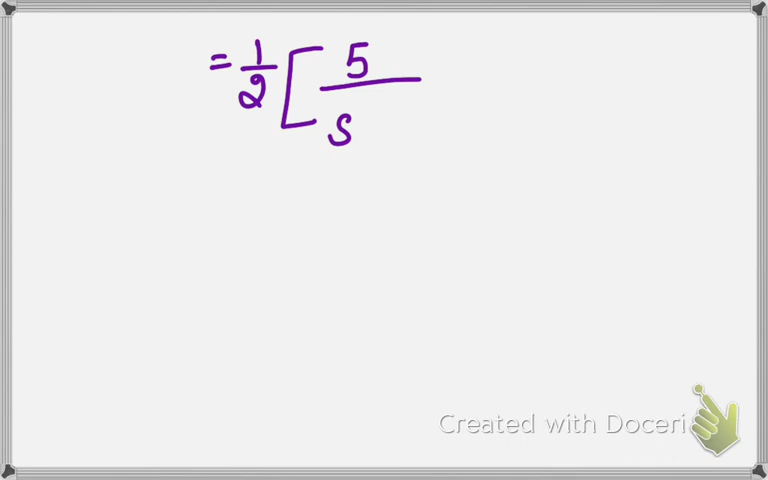 = 1/2 [ 5/s
Created with Doceri